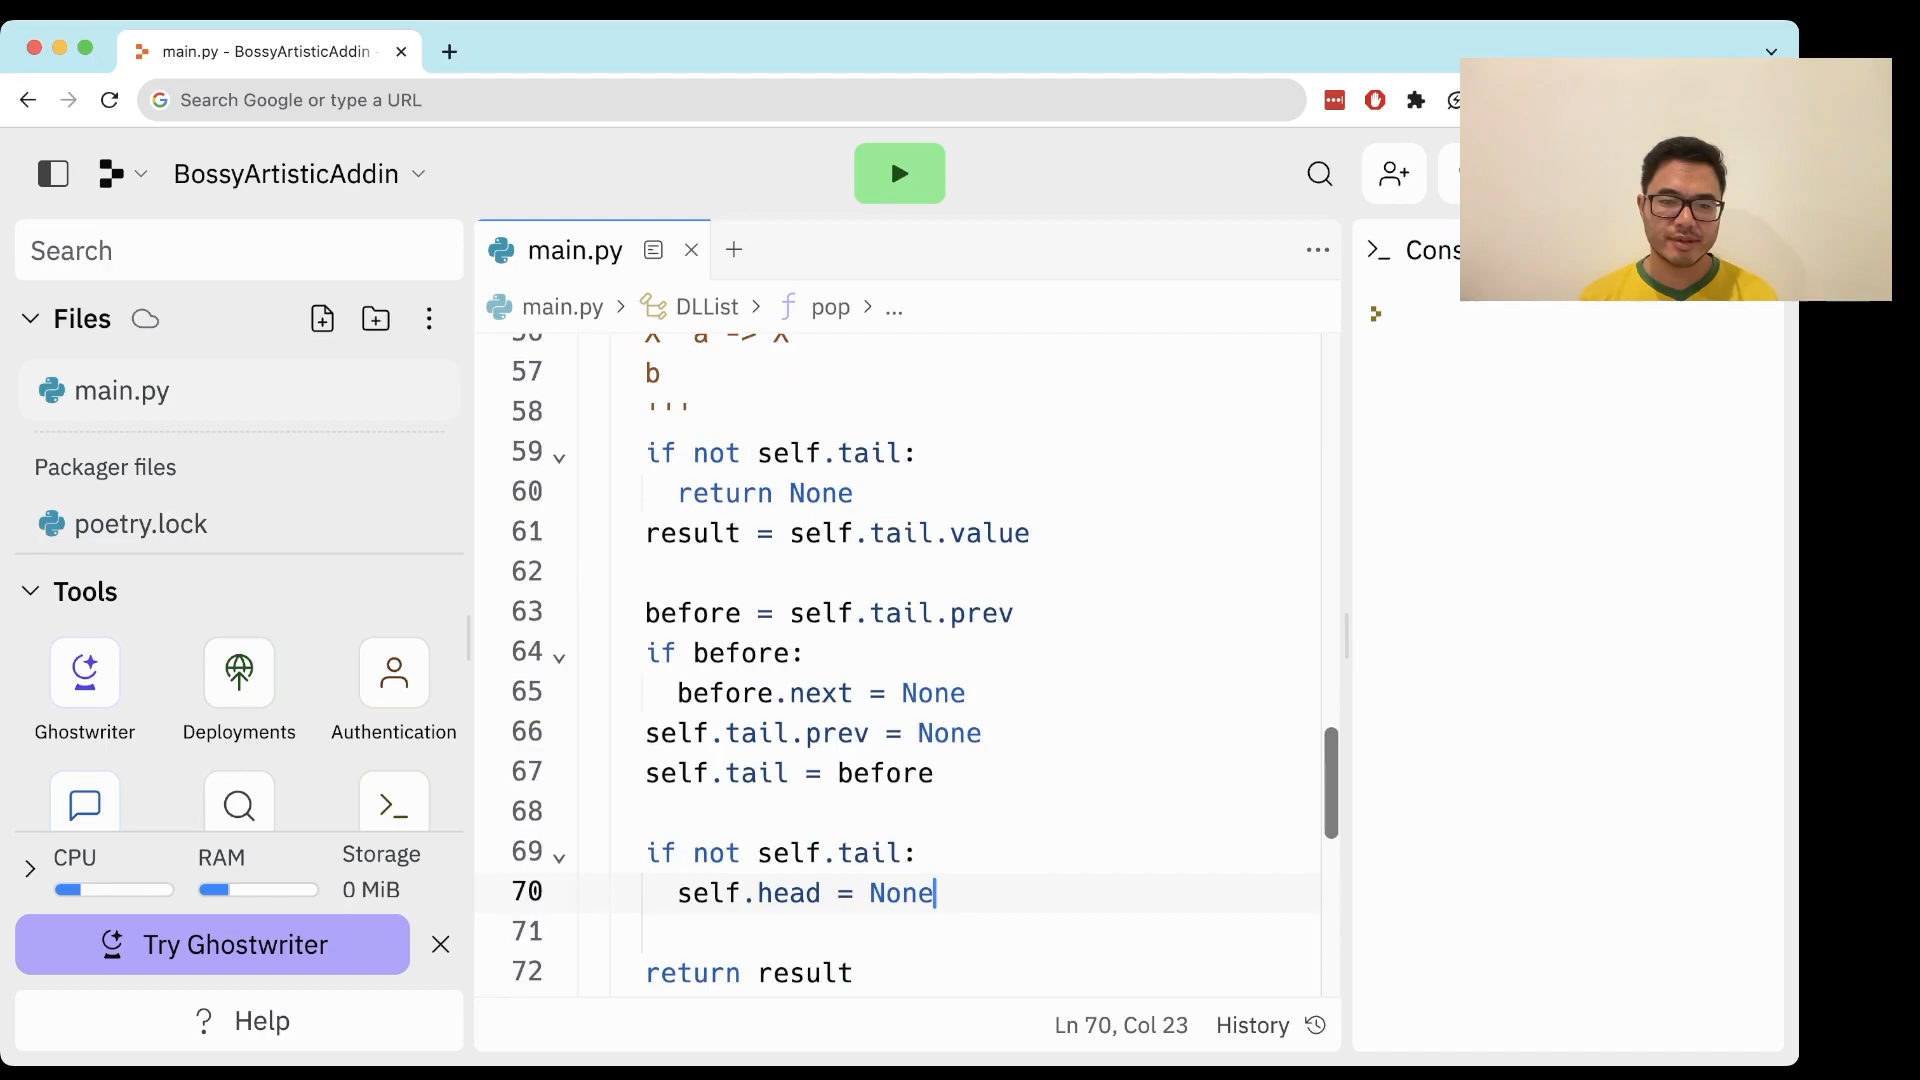 main.py - BossyArtisticAddin
Search Google or type a URL
BossyArtisticAddin
Search
Files
main.py
Packager files
poetry.lock
Tools
Ghostwriter
Deployments
Authentication
CPU
RAM
Storage
0 MiB
Try Ghostwriter
Help
main.py
main.py > DLList > pop > ...
57 b
58 '''
59 if not self.tail:
60 return None
61 result = self.tail.value
62
63 before = self.tail.prev
64 if before:
65 before.next = None
66 self.tail.prev = None
67 self.tail = before
68
69 if not self.tail:
70 self.head = None
71
72 return result
Ln 70, Col 23 History
>_ Cons